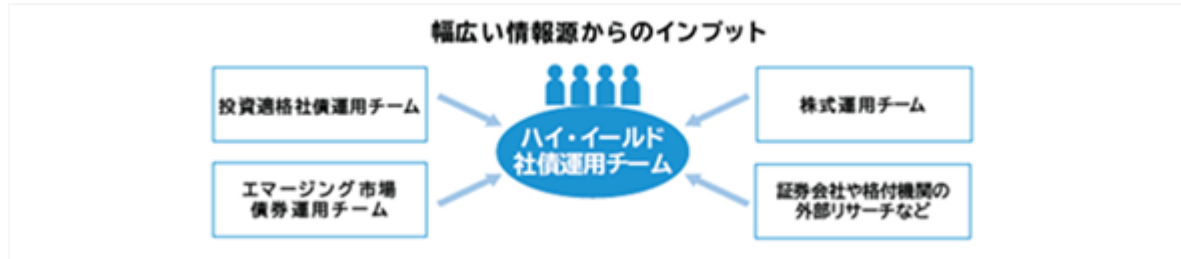 幅広い情報源からのインプット
投資適格社債運用チーム
ハイ・イールド
社債運用チーム
株式運用チーム
エマージング市場
債券運用チーム
証券会社や格付機関の
外部リサーチなど